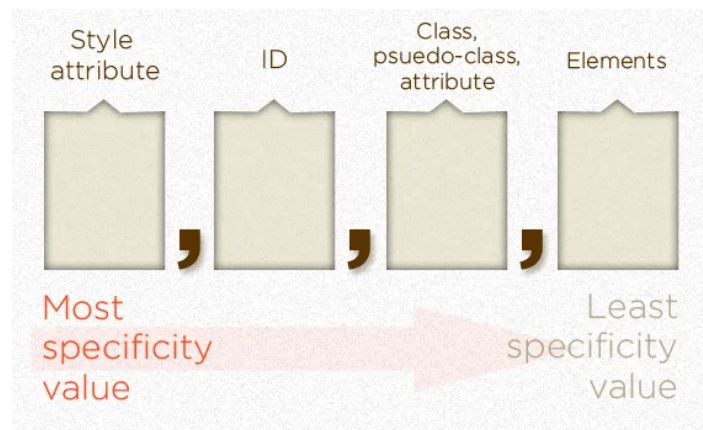 Style
attribute
ID
Class,
psuedo-class,
attribute
Elements
, , ,
Most
specificity
value
Least
specificity
value